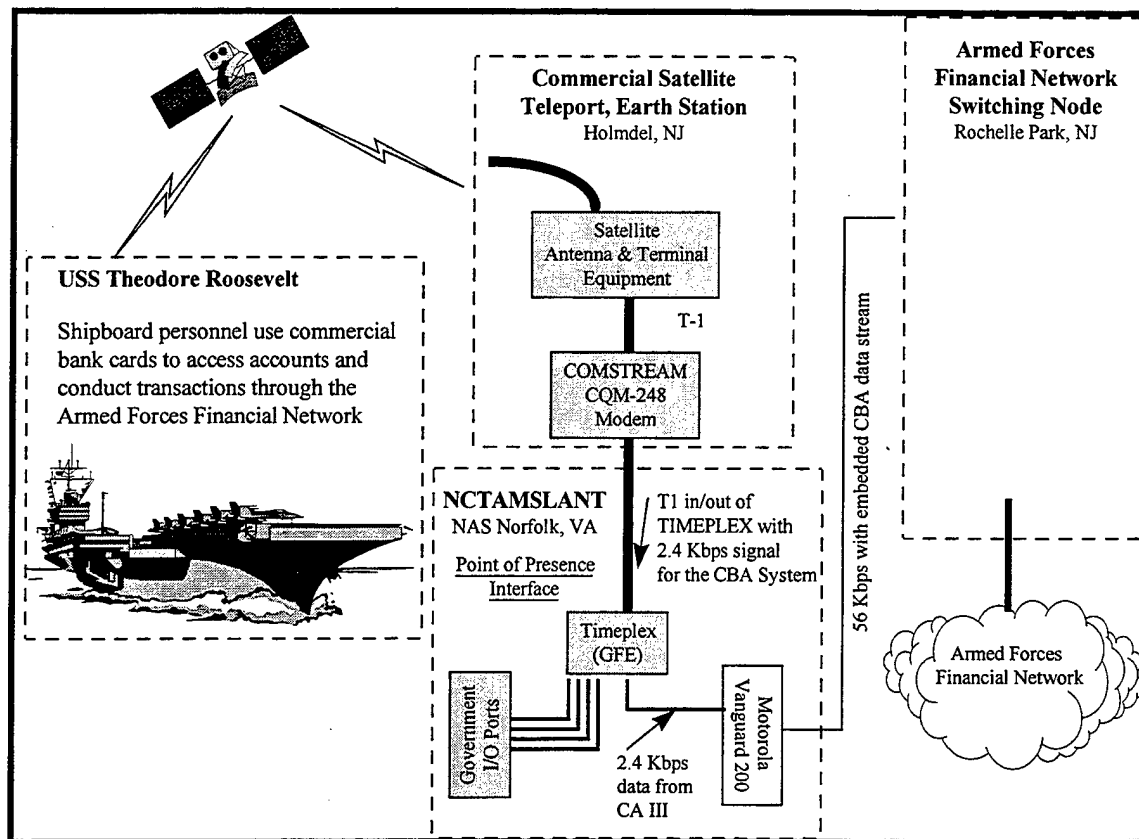 Commercial Satellite
Teleport, Earth Station
Holmdel, NJ
Satellite
Antenna & Terminal
Equipment
T-1
COMSTREAM
CQM-248
Modem
Armed Forces
Financial Network
Switching Node
Rochelle Park, NJ
USS Theodore Roosevelt
Shipboard personnel use commercial
bank cards to access accounts and
conduct transactions through the
Armed Forces Financial Network
NCTAMSLANT
NAS Norfolk, VA
Point of Presence
Interface
T1 in/out of
TIMEPLEX with
2.4 Kbps signal
for the CBA System
Timeplex
(GFE)
Government
I/O Ports
2.4 Kbps
data from
CA III
Motorola
Vanguard 200
56 Kbps with embedded CBA data stream
Armed Forces
Financial Network